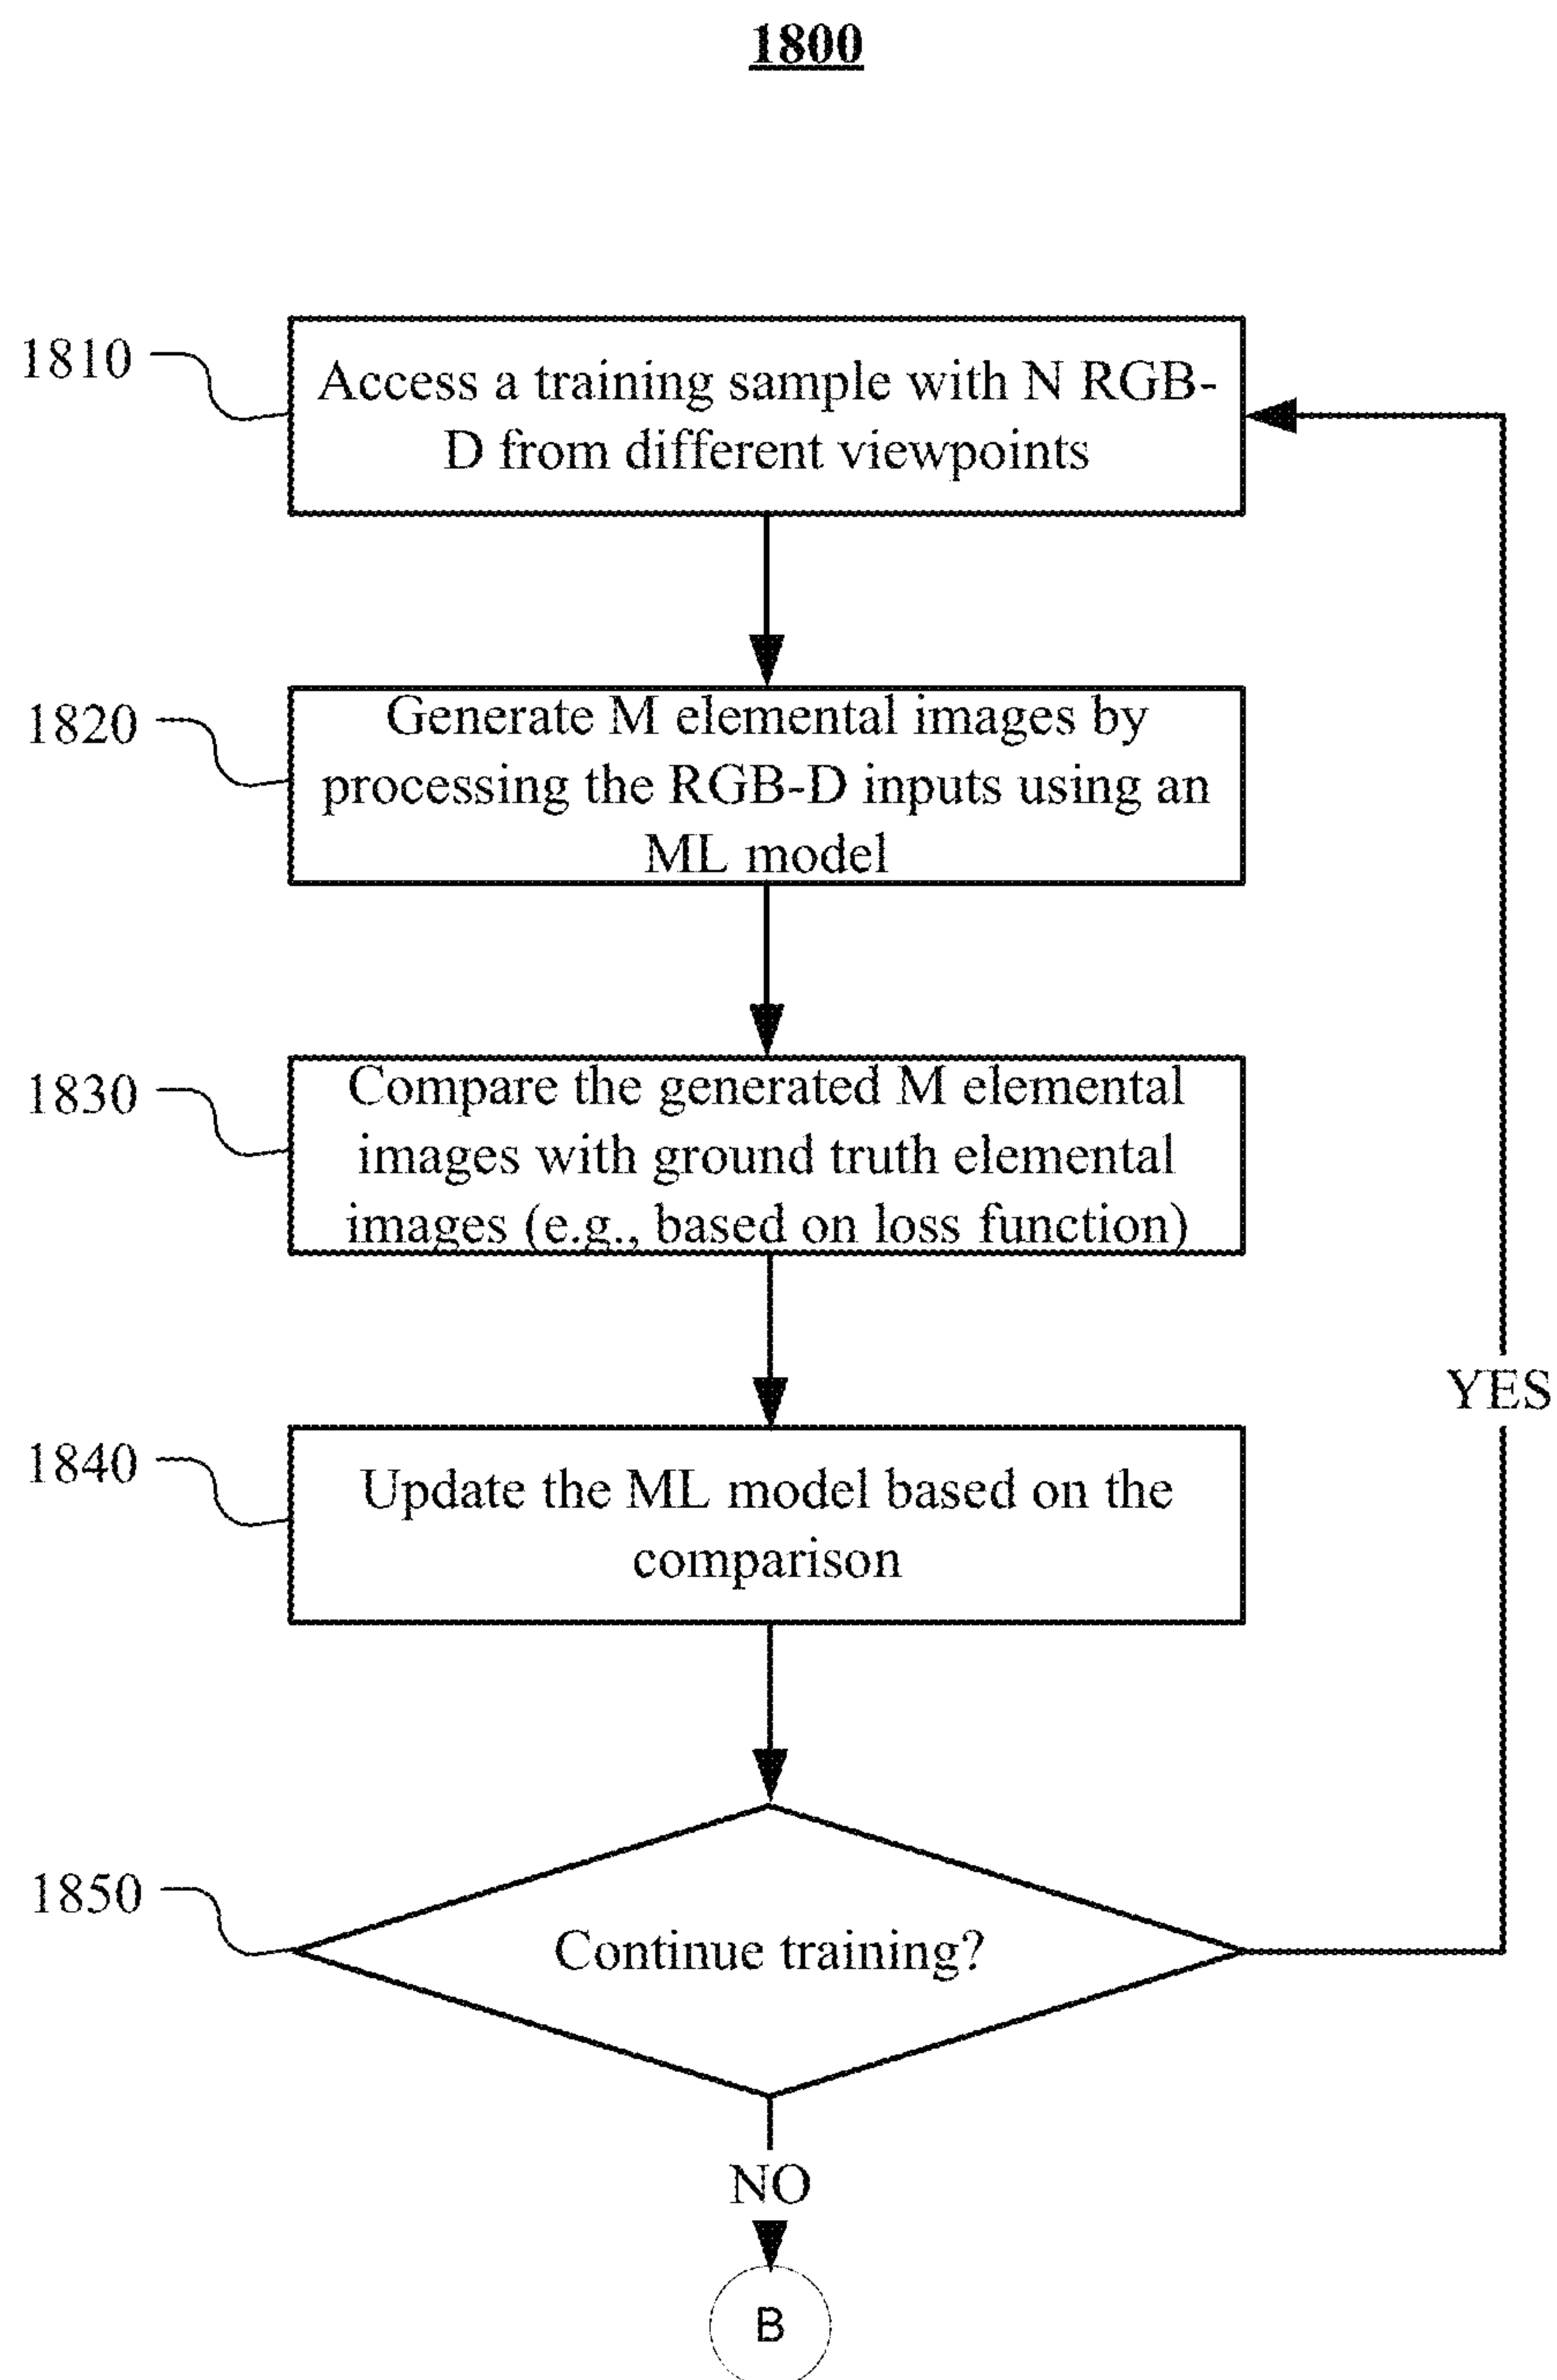 1800
1810
Access a training sample with N RGB-
D from different viewpoints
1820
Generate M elemental images by
processing the RGB-D inputs using an
ML model
1830
Compare the generated M elemental
images with ground truth elemental
images (e.g., based on loss function)
YES
1840
Update the ML model based on the
comparison
1850
Continue training?
NO
B